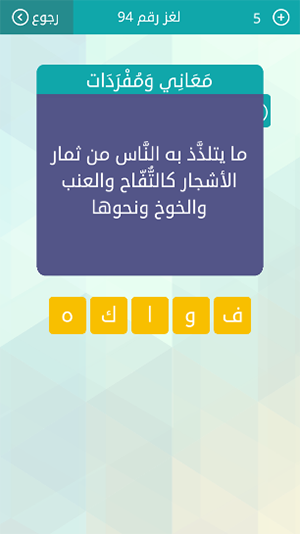 رجوع لغز رقم 94 5
مَعَانِي وَمُفْرَدَات
ما يتلذَّذ به النَّاس من ثمار
الأشجار كالتُّفّاح والعنب
والخوخ ونحوها
ف و ا ك ه